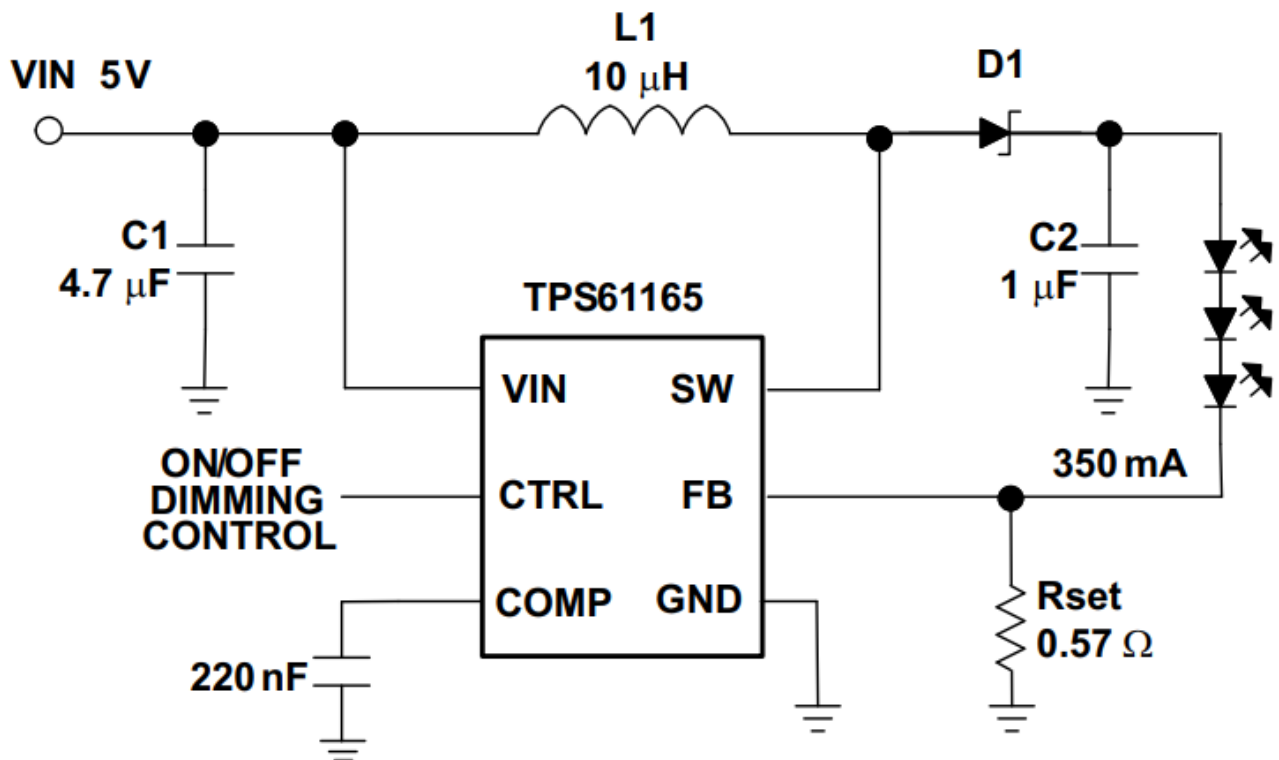 L1
10 μH
D1
VIN 5V
C1
4.7 μF
C2
1 μF
TPS61165
VIN
SW
ON/OFF
DIMMING
CONTROL
CTRL
FB
350 mA
COMP
GND
Rset
0.57 Ω
220 nF